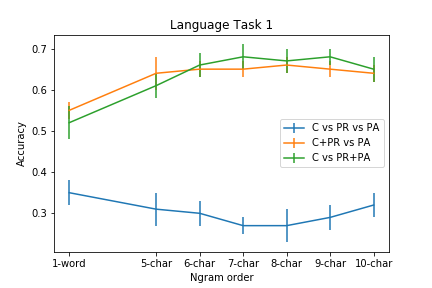 Language Task 1
0.7
0.6
0.5
0.4
0.3
Accuracy
C vs PR vs PA
C+PR vs PA
C vs PR+PA
1-word 5-char 6-char 7-char 8-char 9-char 10-char
Ngram order